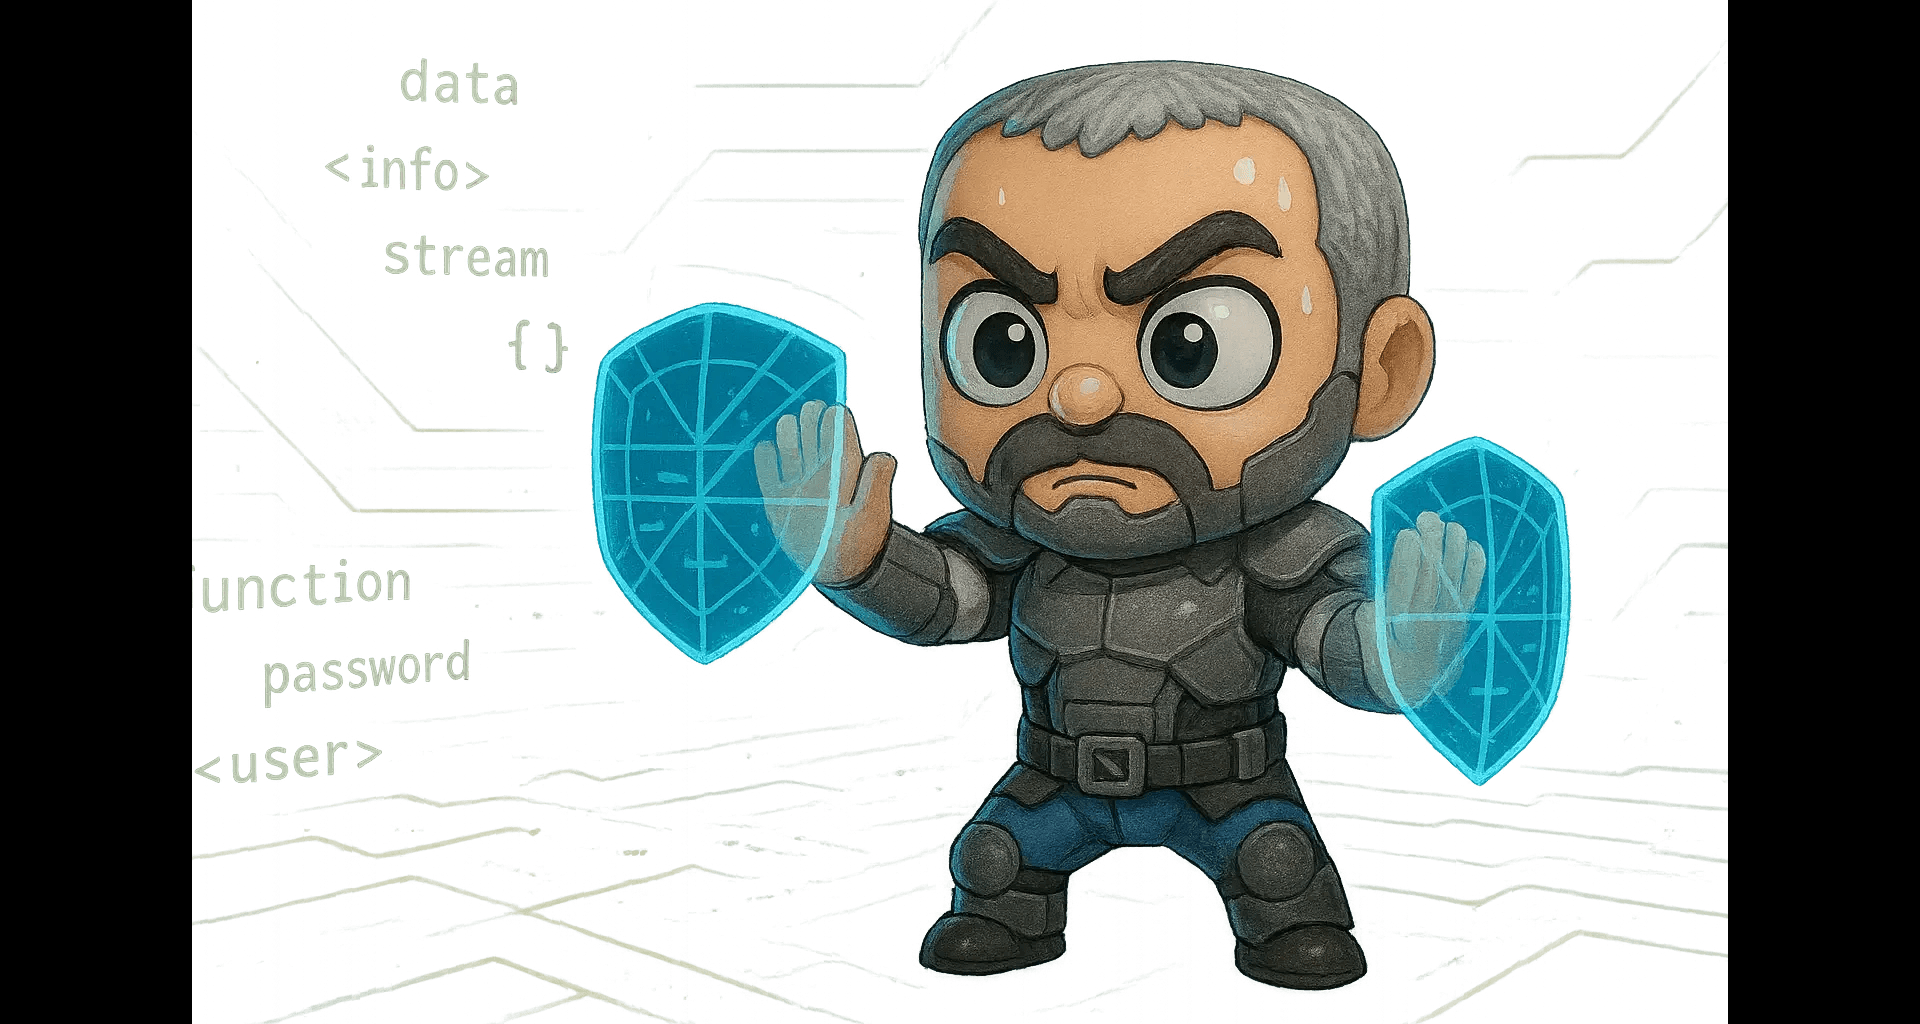 data
<info>
stream
{}
unction
password
<user>